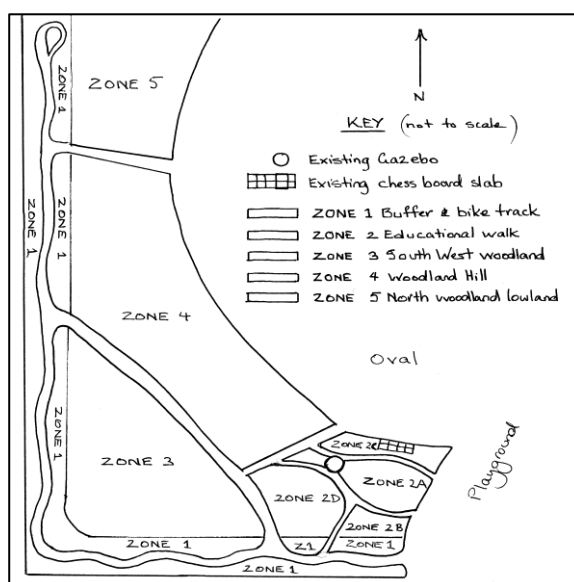 ZONE 5
ZONE 1
N
KEY (not to scale)
Existing Gazebo
Existing chess board slab
ZONE 1 Buffer & bike track
ZONE 2 Educational walk
ZONE 3 South West woodland
ZONE 4 Woodland Hill
ZONE 5 North woodland lowland
ZONE 1
ZONE 1
ZONE 4
Oval
Playground
ZONE 1
ZONE 3
ZONE 2C
ZONE 2A
ZONE 2D
ZONE 2B
ZONE 1
Z1
ZONE 1
ZONE 1